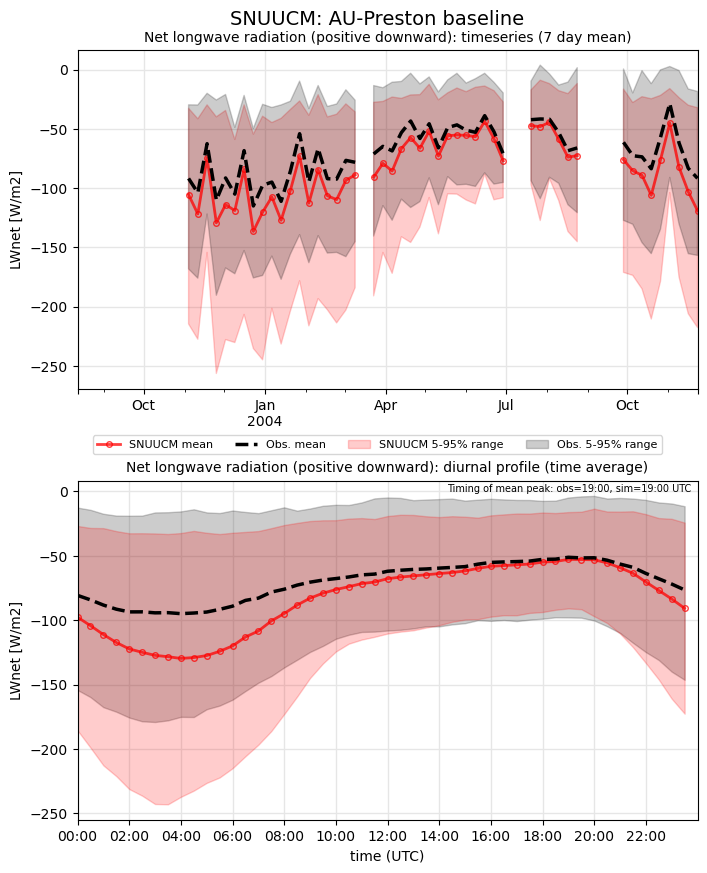 SNUUCM: AU-Preston baseline
Net longwave radiation (positive downward): timeseries (7 day mean)
0
−50
−100
−150
−200
−250
LWnet [W/m2]
Oct
Jan
2004
Apr
Jul
Oct
SNUUCM mean
Obs. mean
SNUUCM 5-95% range
Obs. 5-95% range
Net longwave radiation (positive downward): diurnal profile (time average)
Timing of mean peak: obs=19:00, sim=19:00 UTC
0
−50
−100
−150
−200
−250
LWnet [W/m2]
00:00
02:00
04:00
06:00
08:00
10:00
12:00
14:00
16:00
18:00
20:00
22:00
time (UTC)